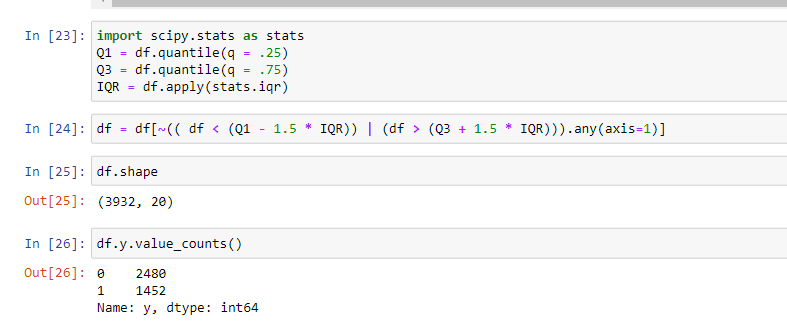 In [23]: import scipy.stats as stats
Q1 = df.quantile(q = .25)
Q3 = df.quantile(q = .75)
IQR = df.apply(stats.iqr)
In [24]: df = df[~(( df < (Q1 - 1.5 * IQR)) | (df > (Q3 + 1.5 * IQR))).any(axis=1)]
In [25]: df.shape
Out[25]: (3932, 20)
In [26]: df.y.value_counts()
Out[26]: 0    2480
1    1452
Name: y, dtype: int64